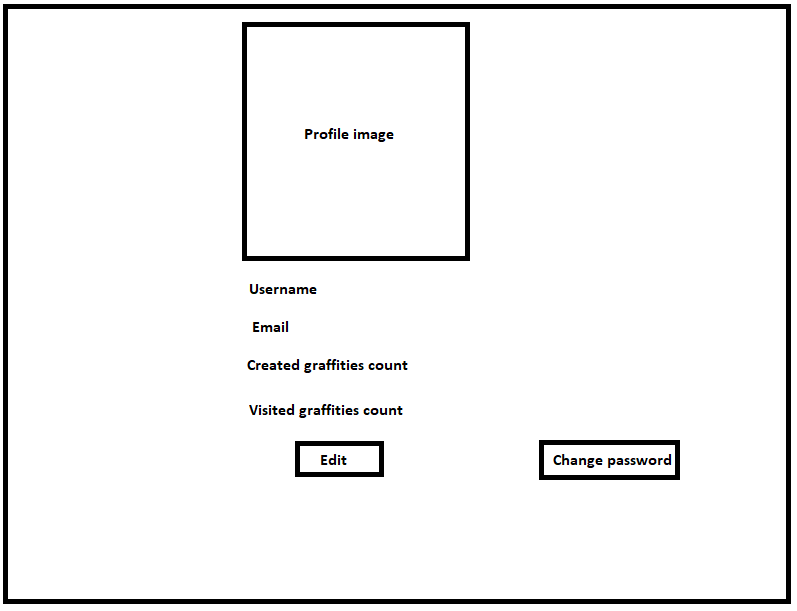 Profile image
Username
Email
Created graffities count
Visited graffities count
Edit
Change password